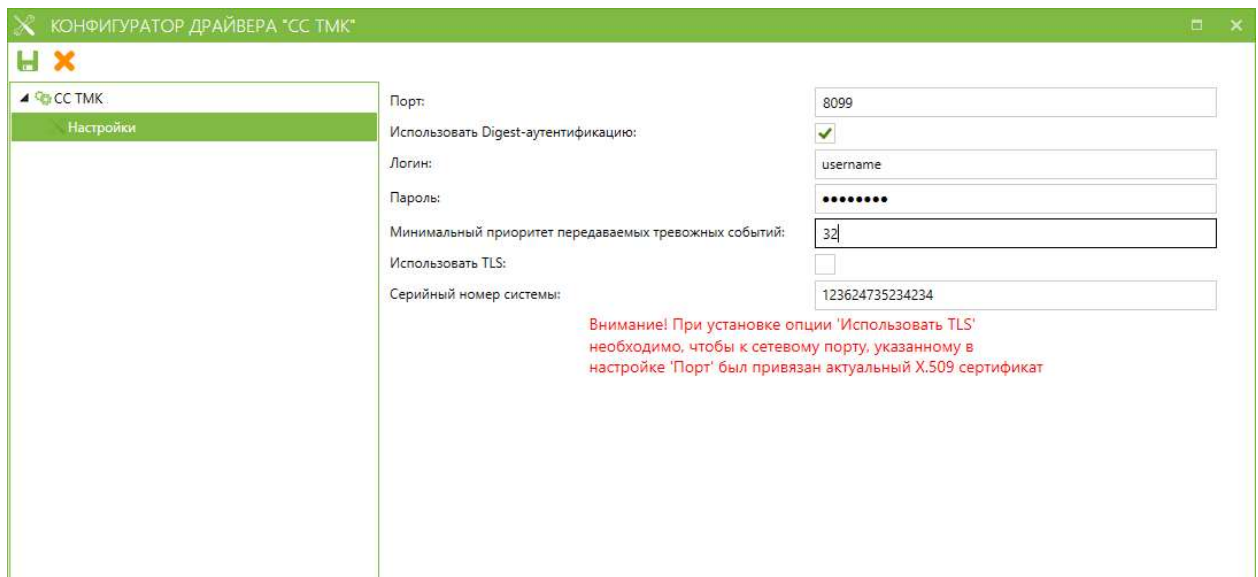 КОНФИГУРАТОР ДРАЙВЕРА "СС ТМК"
СС ТМК
Настройки
Порт:
8099
Использовать Digest-аутентификацию:
Логин:
username
Пароль:
••••••••
Минимальный приоритет передаваемых тревожных событий:
32
Использовать TLS:
Серийный номер системы:
123624735234234
Внимание! При установке опции 'Использовать TLS'
необходимо, чтобы к сетевому порту, указанному в
настройке 'Порт' был привязан актуальный X.509 сертификат